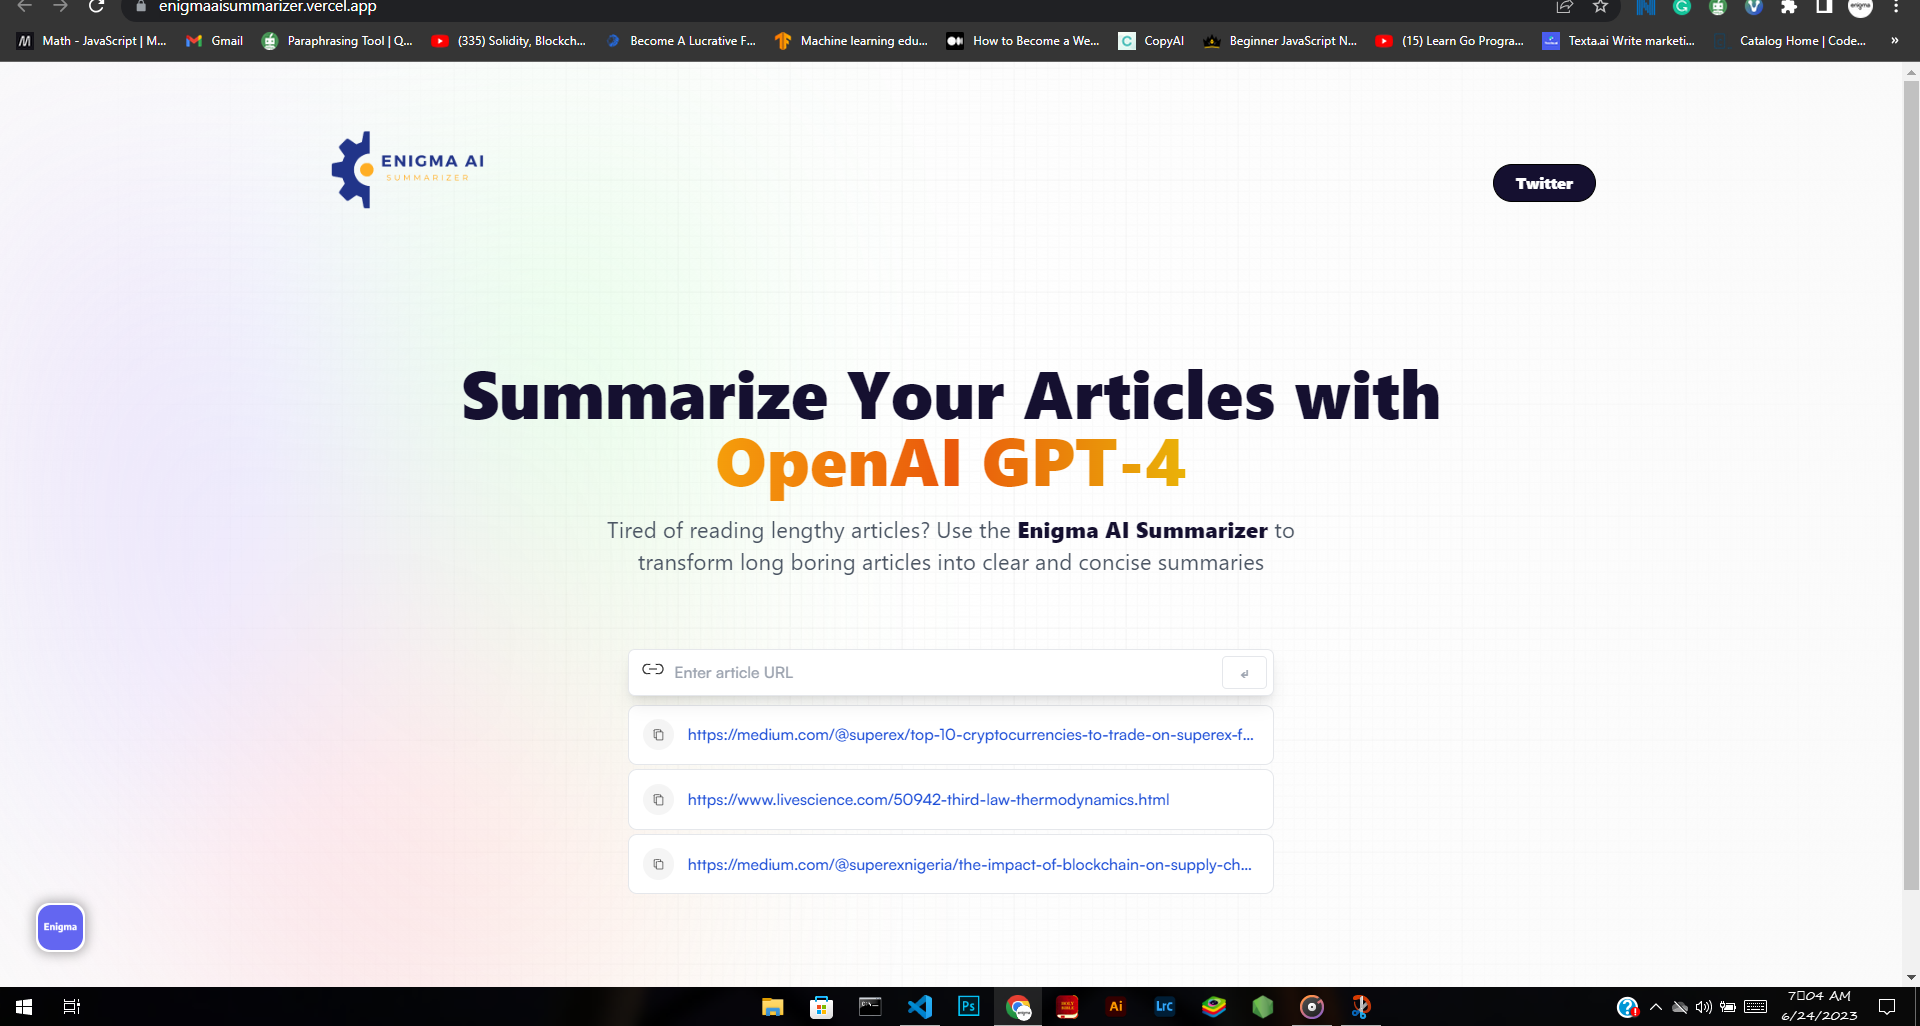 enigmaaisummarizer.vercel.app
Math - JavaScript | M...
Gmail
Paraphrasing Tool | Q...
(335) Solidity, Blockch...
Become A Lucrative F...
Machine learning edu...
How to Become a We...
CopyAI
Beginner JavaScript N...
(15) Learn Go Progra...
Texta.ai Write marketi...
Catalog Home | Code...
»
ENIGMA AI
SUMMARIZER
Twitter
Summarize Your Articles with
OpenAI GPT-4
Tired of reading lengthy articles? Use the Enigma AI Summarizer to
transform long boring articles into clear and concise summaries
Enter article URL
https://medium.com/@superex/top-10-cryptocurrencies-to-trade-on-superex-f...
https://www.livescience.com/50942-third-law-thermodynamics.html
https://medium.com/@superexnigeria/the-impact-of-blockchain-on-supply-ch...
Enigma
Ps
Ai
LrC
7▯04 AM
6/24/2023